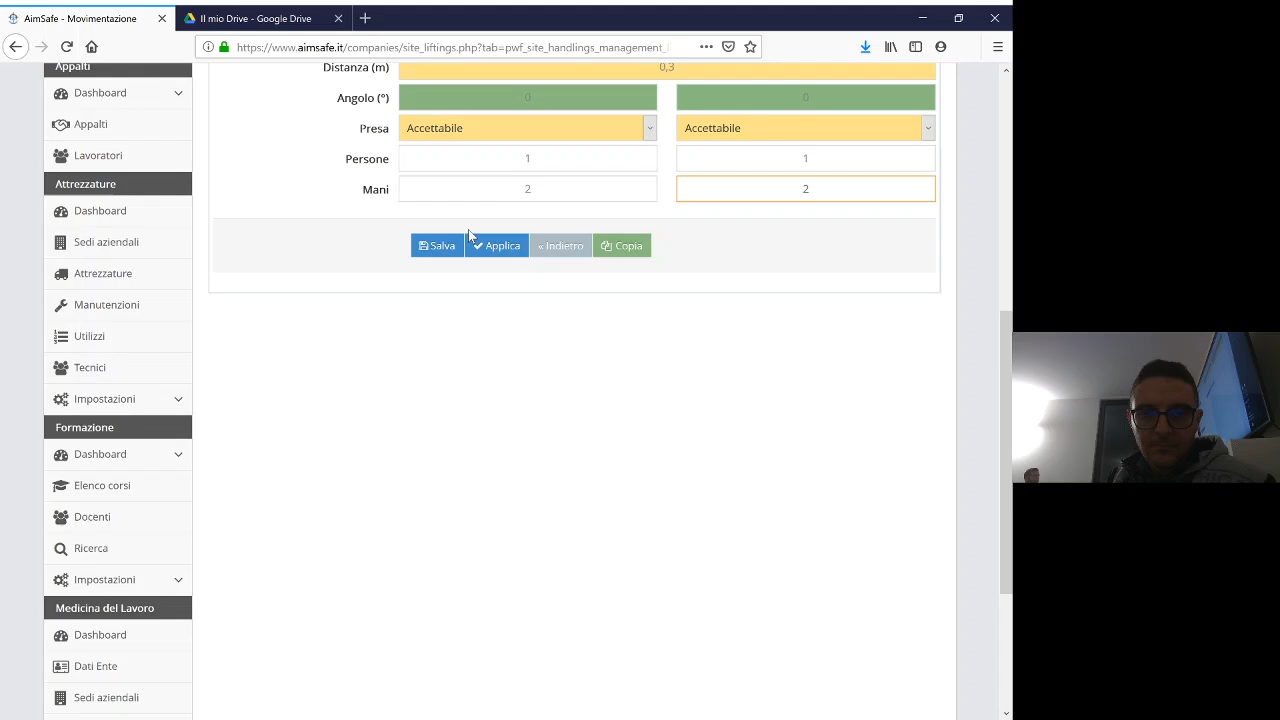 AimSafe - Movimentazione
Il mio Drive - Google Drive
https://www.aimsafe.it/companies/site_liftings.php?tab=pwf_site_handlings_management_
Appalti
Dashboard
Appalti
Lavoratori
Attrezzature
Dashboard
Sedi aziendali
Attrezzature
Manutenzioni
Utilizzi
Tecnici
Impostazioni
Formazione
Dashboard
Elenco corsi
Docenti
Ricerca
Impostazioni
Medicina del Lavoro
Dashboard
Dati Ente
Sedi aziendali
Distanza (m) 0,3
Angolo (°) 0 0
Presa Accettabile Accettabile
Persone 1 1
Mani 2 2
Salva Applica « Indietro Copia